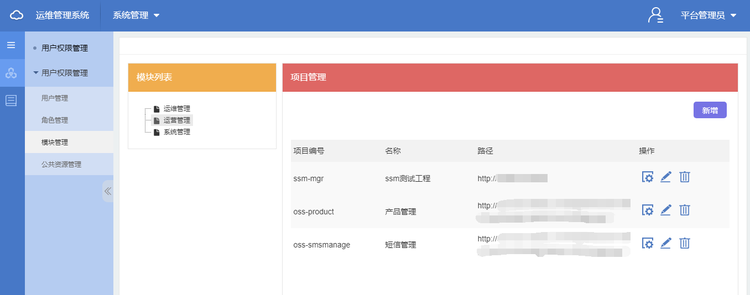 运维管理系统 系统管理 平台管理员
用户权限管理
用户权限管理
用户管理
角色管理
模块管理
公共资源管理
模块列表
运维管理
运营管理
系统管理
项目管理
新增
项目编号 名称 路径 操作
ssm-mgr ssm测试工程 http://
oss-product 产品管理 http://
oss-smsmanage 短信管理 http://